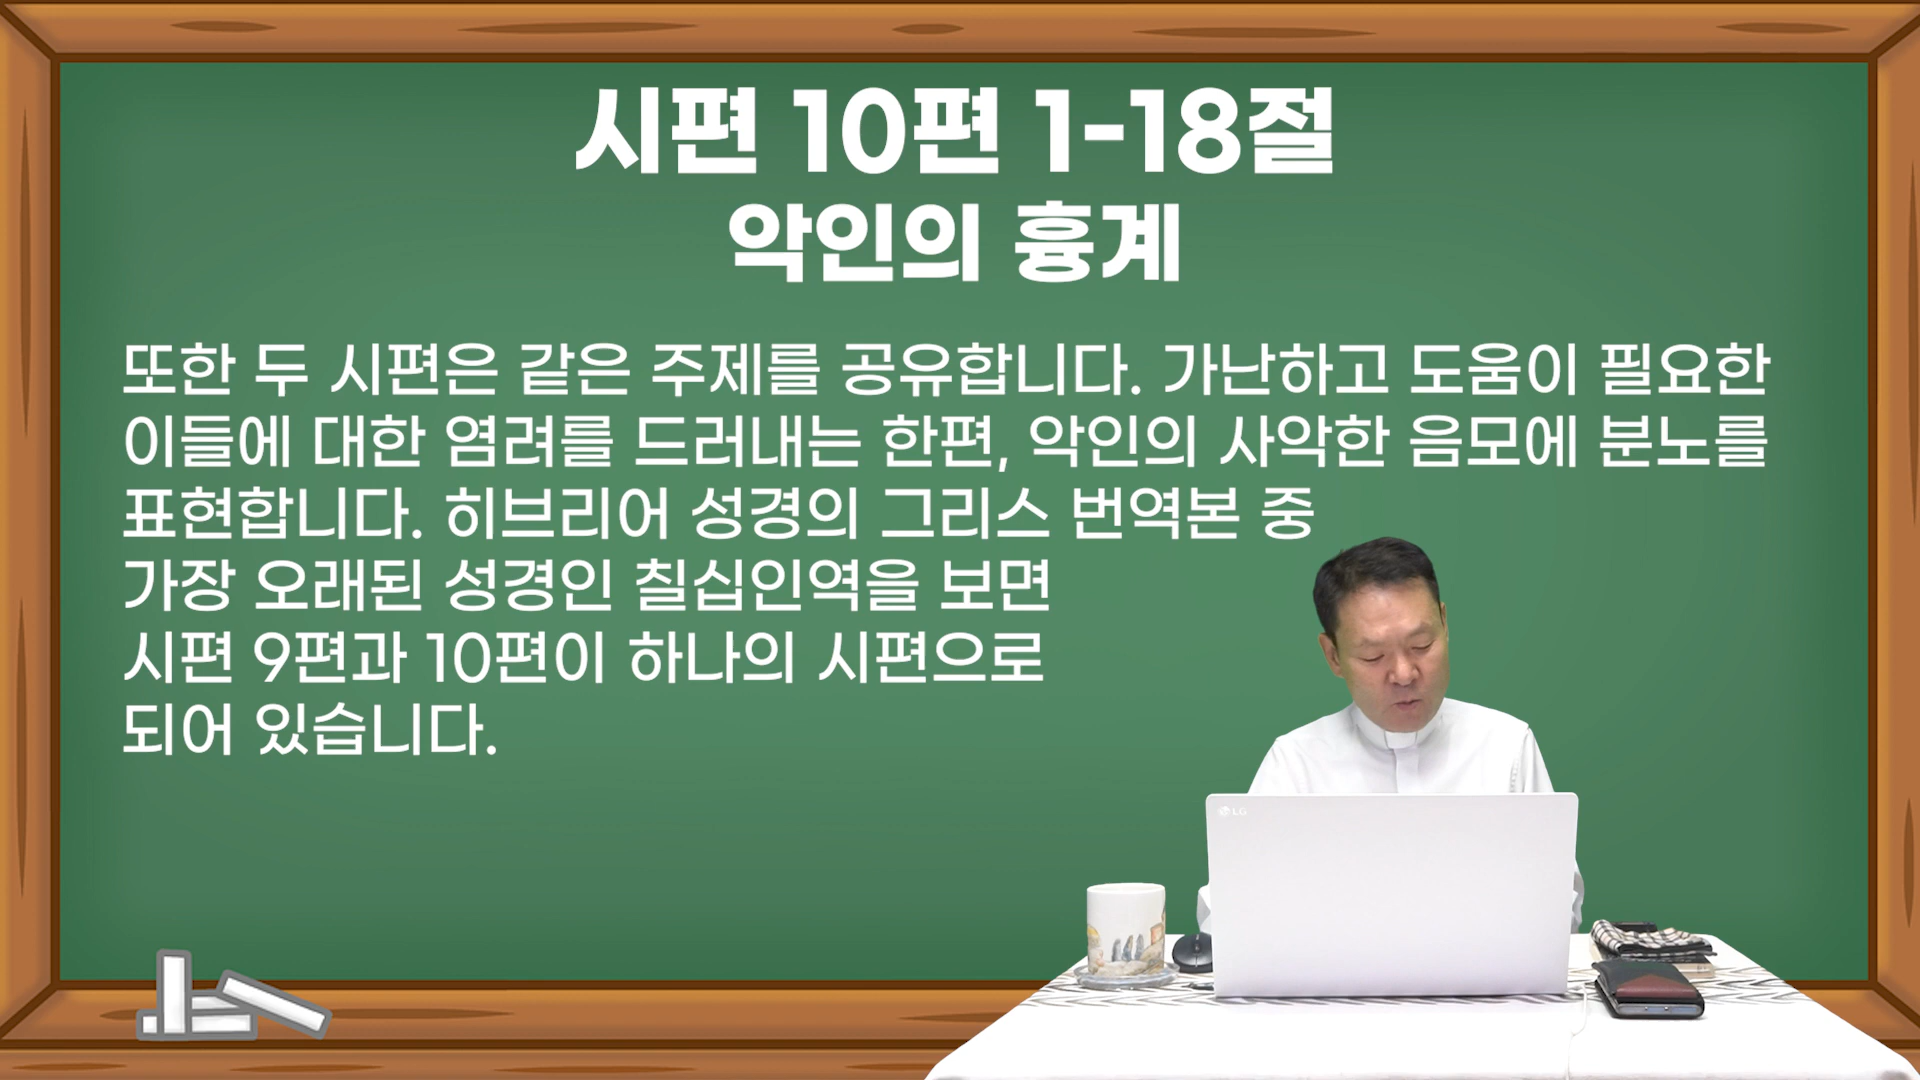 시편 10편 1-18절
악인의 흉계
또한 두 시편은 같은 주제를 공유합니다. 가난하고 도움이 필요한
이들에 대한 염려를 드러내는 한편, 악인의 사악한 음모에 분노를
표현합니다. 히브리어 성경의 그리스 번역본 중
가장 오래된 성경인 칠십인역을 보면
시편 9편과 10편이 하나의 시편으로
되어 있습니다.
LG